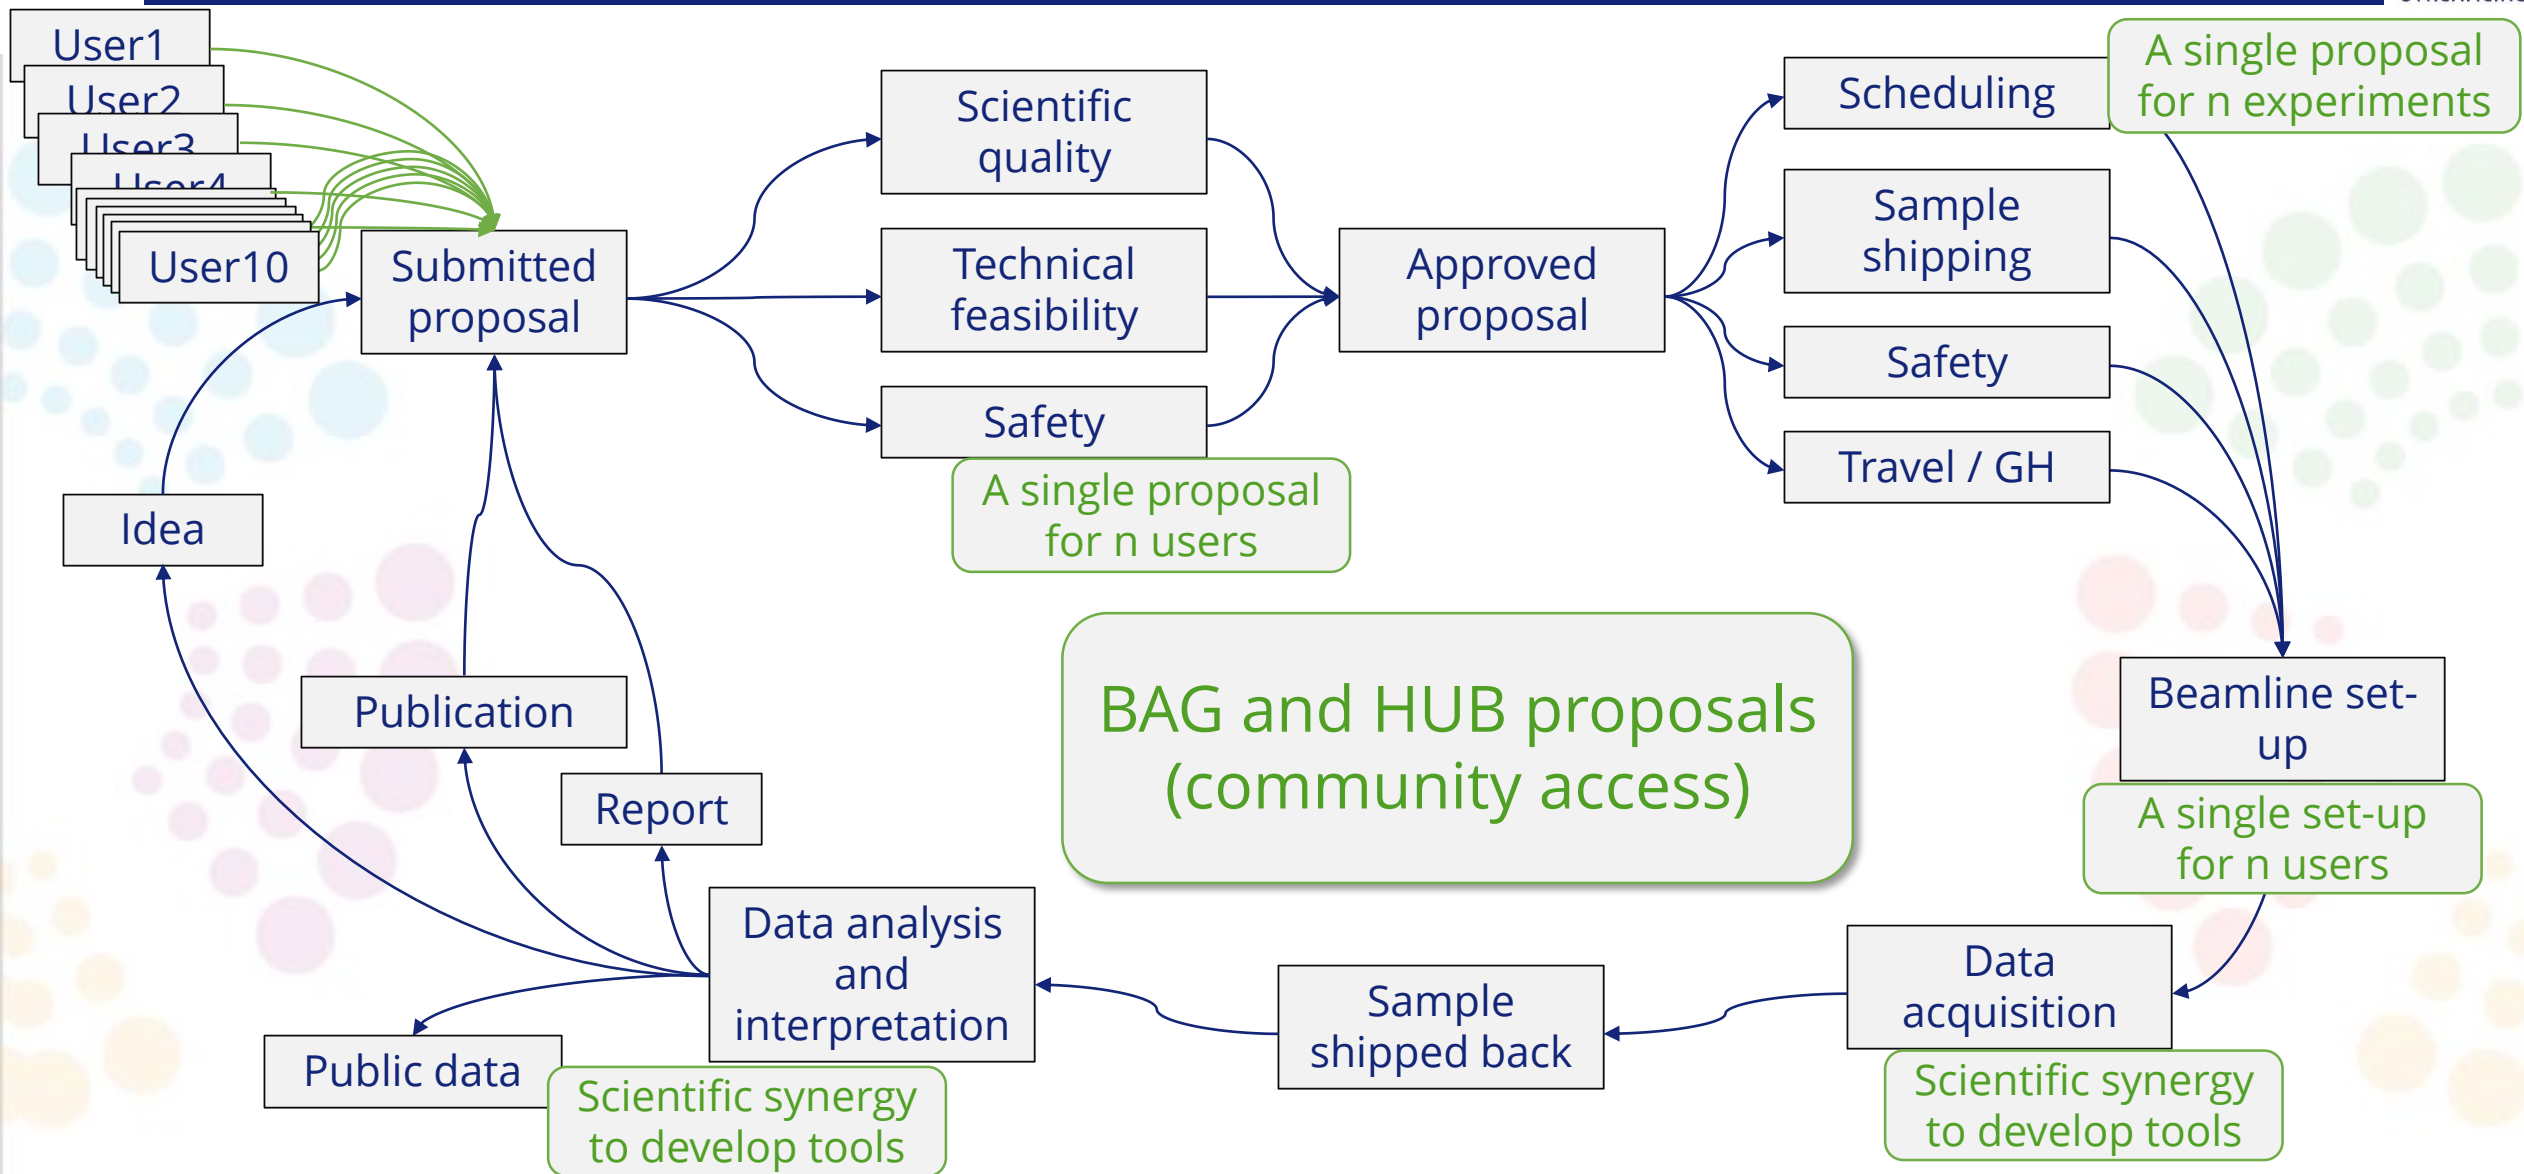 User1
User2
User3
User4
User10
Submitted
proposal
Scientific
quality
Technical
feasibility
Safety
A single proposal
for n users
Approved
proposal
Scheduling
A single proposal
for n experiments
Sample
shipping
Safety
Travel / GH
Idea
Publication
Report
BAG and HUB proposals
(community access)
Beamline set-
up
A single set-up
for n users
Data analysis
and
interpretation
Sample
shipped back
Data
acquisition
Public data
Scientific synergy
to develop tools
Scientific synergy
to develop tools